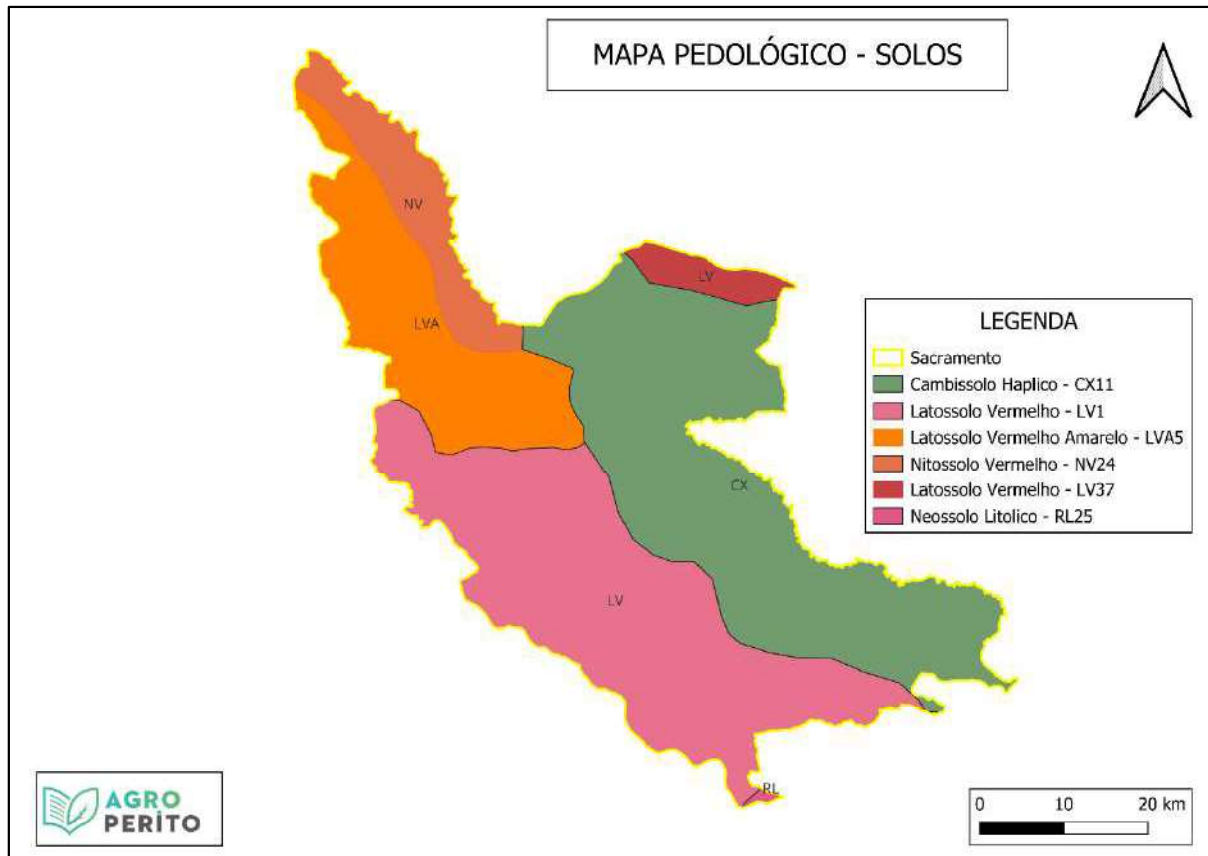 MAPA PEDOLÓGICO - SOLOS
NV
LV
LVA
LEGENDA
Sacramento
Cambissolo Haplico - CX11
Latossolo Vermelho - LV1
Latossolo Vermelho Amarelo - LVA5
Nitossolo Vermelho - NV24
Latossolo Vermelho - LV37
Neossolo Litolico - RL25
CX
LV
RL
AGRO
PERÍTO
0 10 20 km